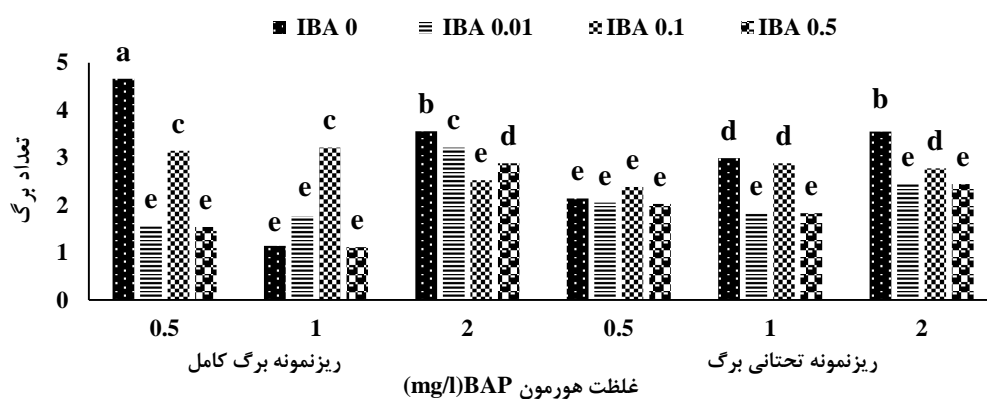 IBA 0 IBA 0.01 IBA 0.1 IBA 0.5
تعداد برگ
5
4
3
2
1
0
a e c e e e c e b c e d e e e e d e d e b e d e
0.5 1 2 0.5 1 2
ریزنمونه برگ کامل ریزنمونه تحتانی برگ
غلظت هورمون BAP(mg/l)